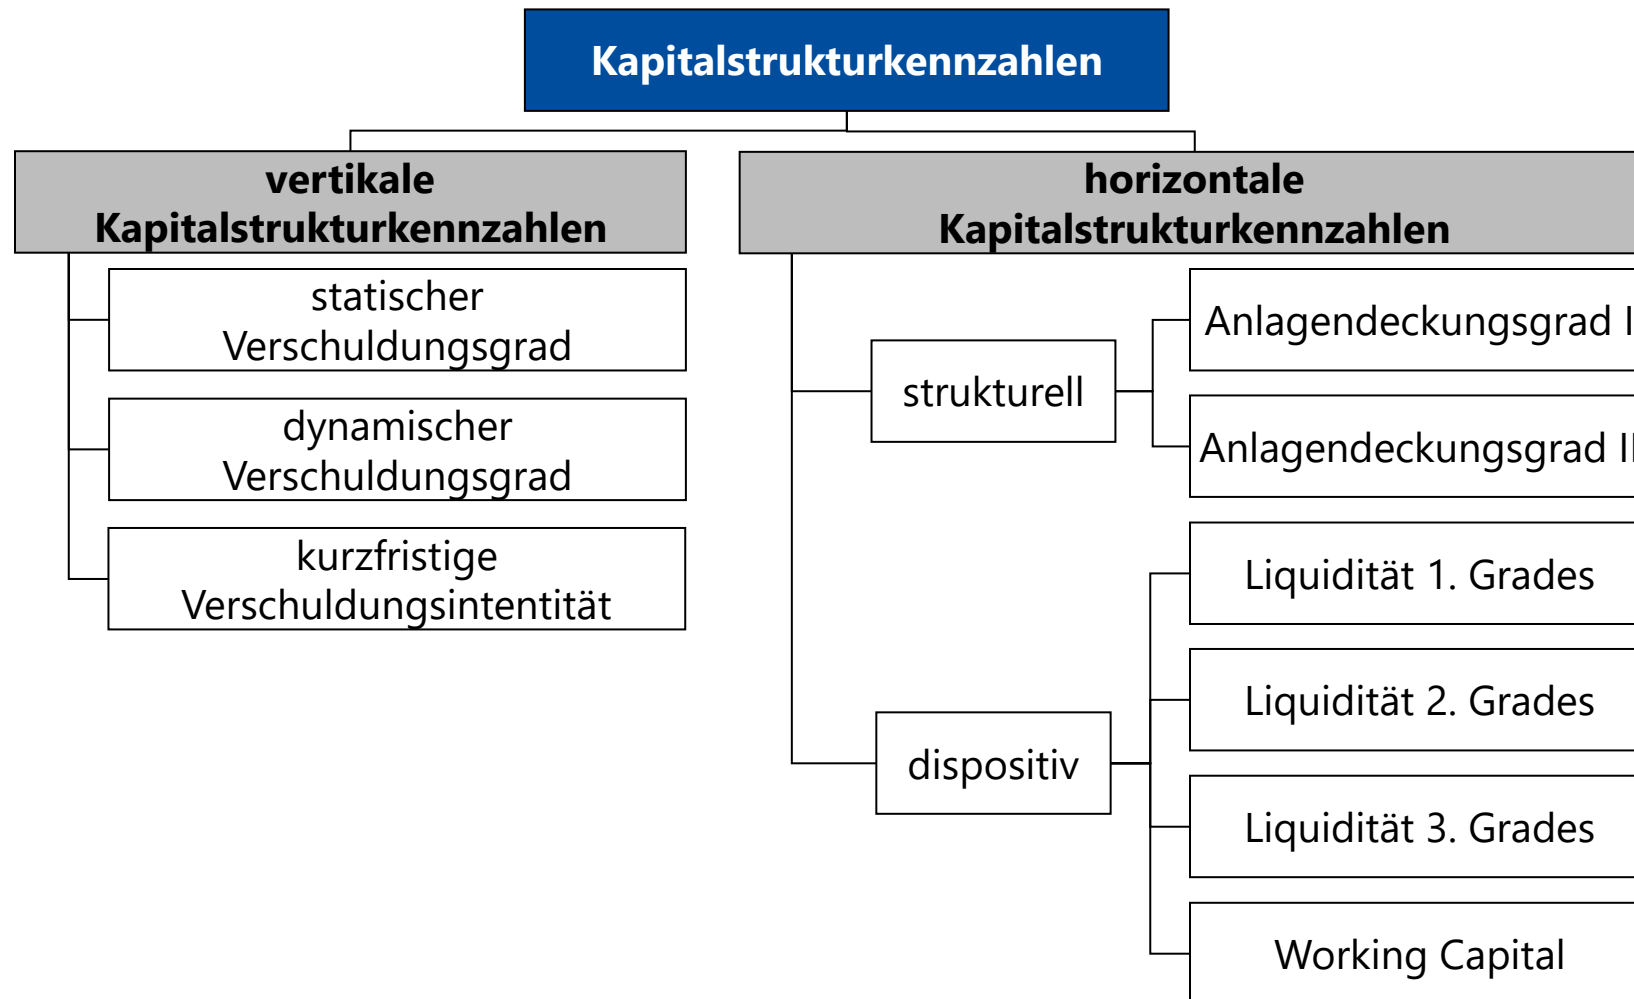 Kapitalstrukturkennzahlen
vertikale
Kapitalstrukturkennzahlen
statischer
Verschuldungsgrad
dynamischer
Verschuldungsgrad
kurzfristige
Verschuldungsintentität
horizontale
Kapitalstrukturkennzahlen
strukturell
Anlagendeckungsgrad I
Anlagendeckungsgrad II
dispositiv
Liquidität 1. Grades
Liquidität 2. Grades
Liquidität 3. Grades
Working Capital